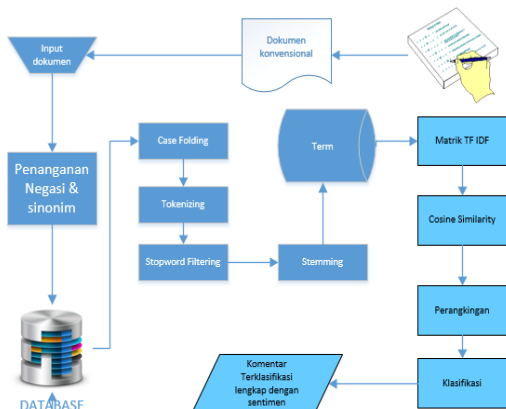 Input
dokumen
Dokumen
konvensional
Penanganan
Negasi &
sinonim
DATABASE
Case Folding
Tokenizing
Stopword Filtering
Stemming
Term
Matrik TF IDF
Cosine Similarity
Perangkingan
Klasifikasi
Komentar
Terklasifikasi
lengkap dengan
sentimen